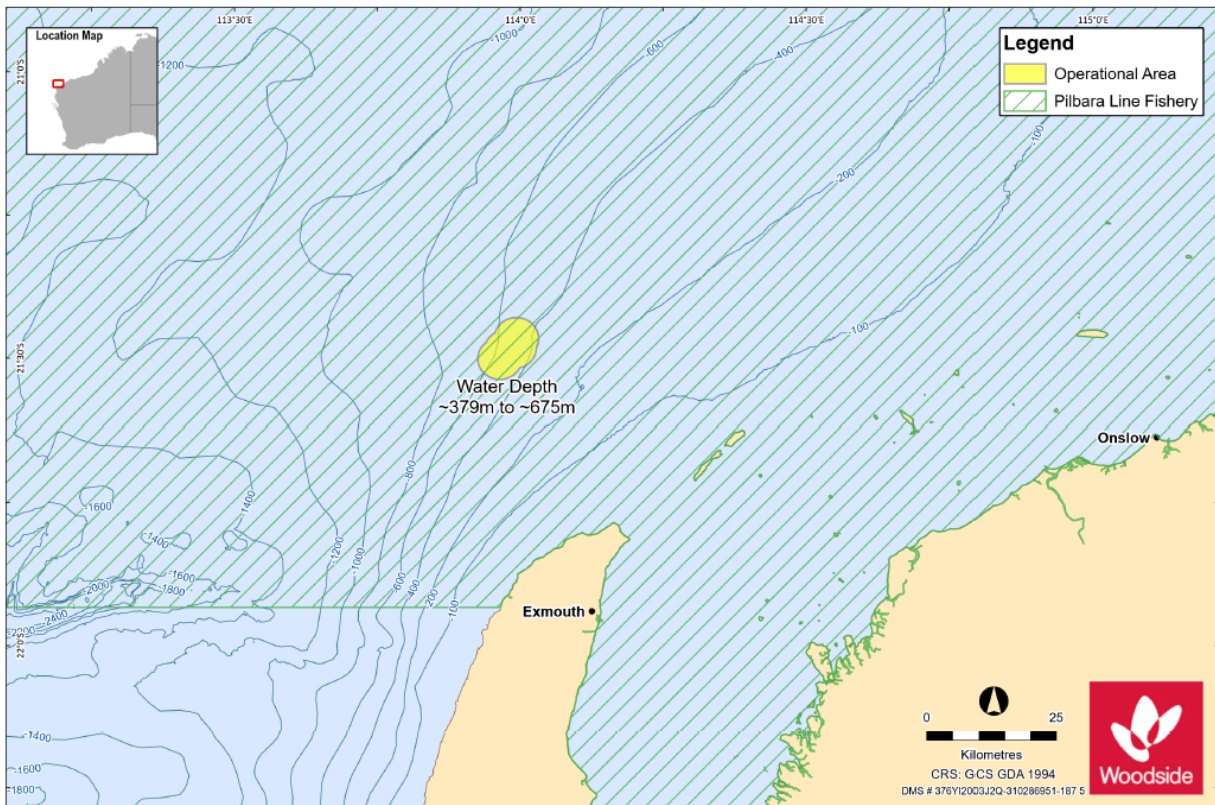 113°30'E
114°0'E
114°30'E
115°0'E
Location Map
21°0'S
21°30'S
22°0'S
Legend
Operational Area
Pilbara Line Fishery
-1200
-1000
-600
-400
-100
-200
-100
Water Depth
~379m to ~675m
-800
-1400
-1600
-1400
-1200
-1000
-1600
-1800
-2000
-2400
-600
-400
-200
-100
Onslow
Exmouth
-1400
-1600
-1800
0 25
Kilometres
CRS: GCS GDA 1994
DMS # 376YI2003J2Q-310286951-187 5
Woodside